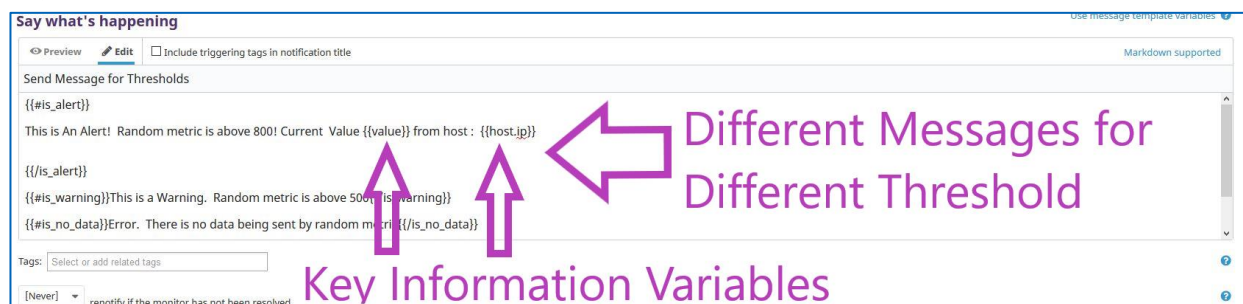 Say what's happening
Use message template variables
Preview Edit Include triggering tags in notification title Markdown supported
Send Message for Thresholds
{{#is_alert}}
This is An Alert! Random metric is above 800! Current Value {{value}} from host : {{host.ip}}
{{/is_alert}}
{{#is_warning}}This is a Warning. Random metric is above 500{{/is_warning}}
{{#is_no_data}}Error. There is no data being sent by random metric{{/is_no_data}}
Different Messages for
Different Threshold
Tags: Select or add related tags
Key Information Variables
[Never] renotify if the monitor has not been resolved